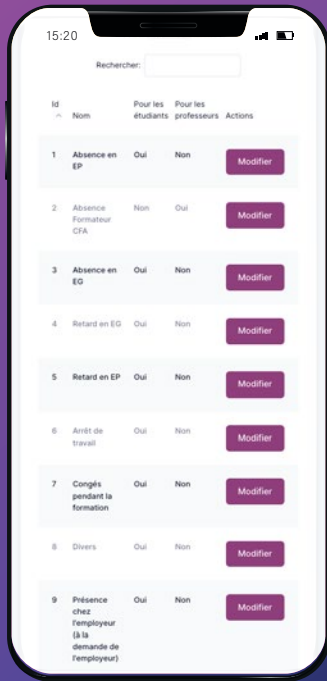 15:20
Rechercher:
Id Nom Pour les étudiants Pour les professeurs Actions
1 Absence en EP Oui Non Modifier
2 Absence Formateur CFA Non Oui Modifier
3 Absence en EG Oui Non Modifier
4 Retard en EG Oui Non Modifier
5 Retard en EP Oui Non Modifier
6 Arrêt de travail Oui Non Modifier
7 Congés pendant la formation Oui Non Modifier
8 Divers Oui Non Modifier
9 Présence chez l'employeur (à la demande de l'employeur) Oui Non Modifier